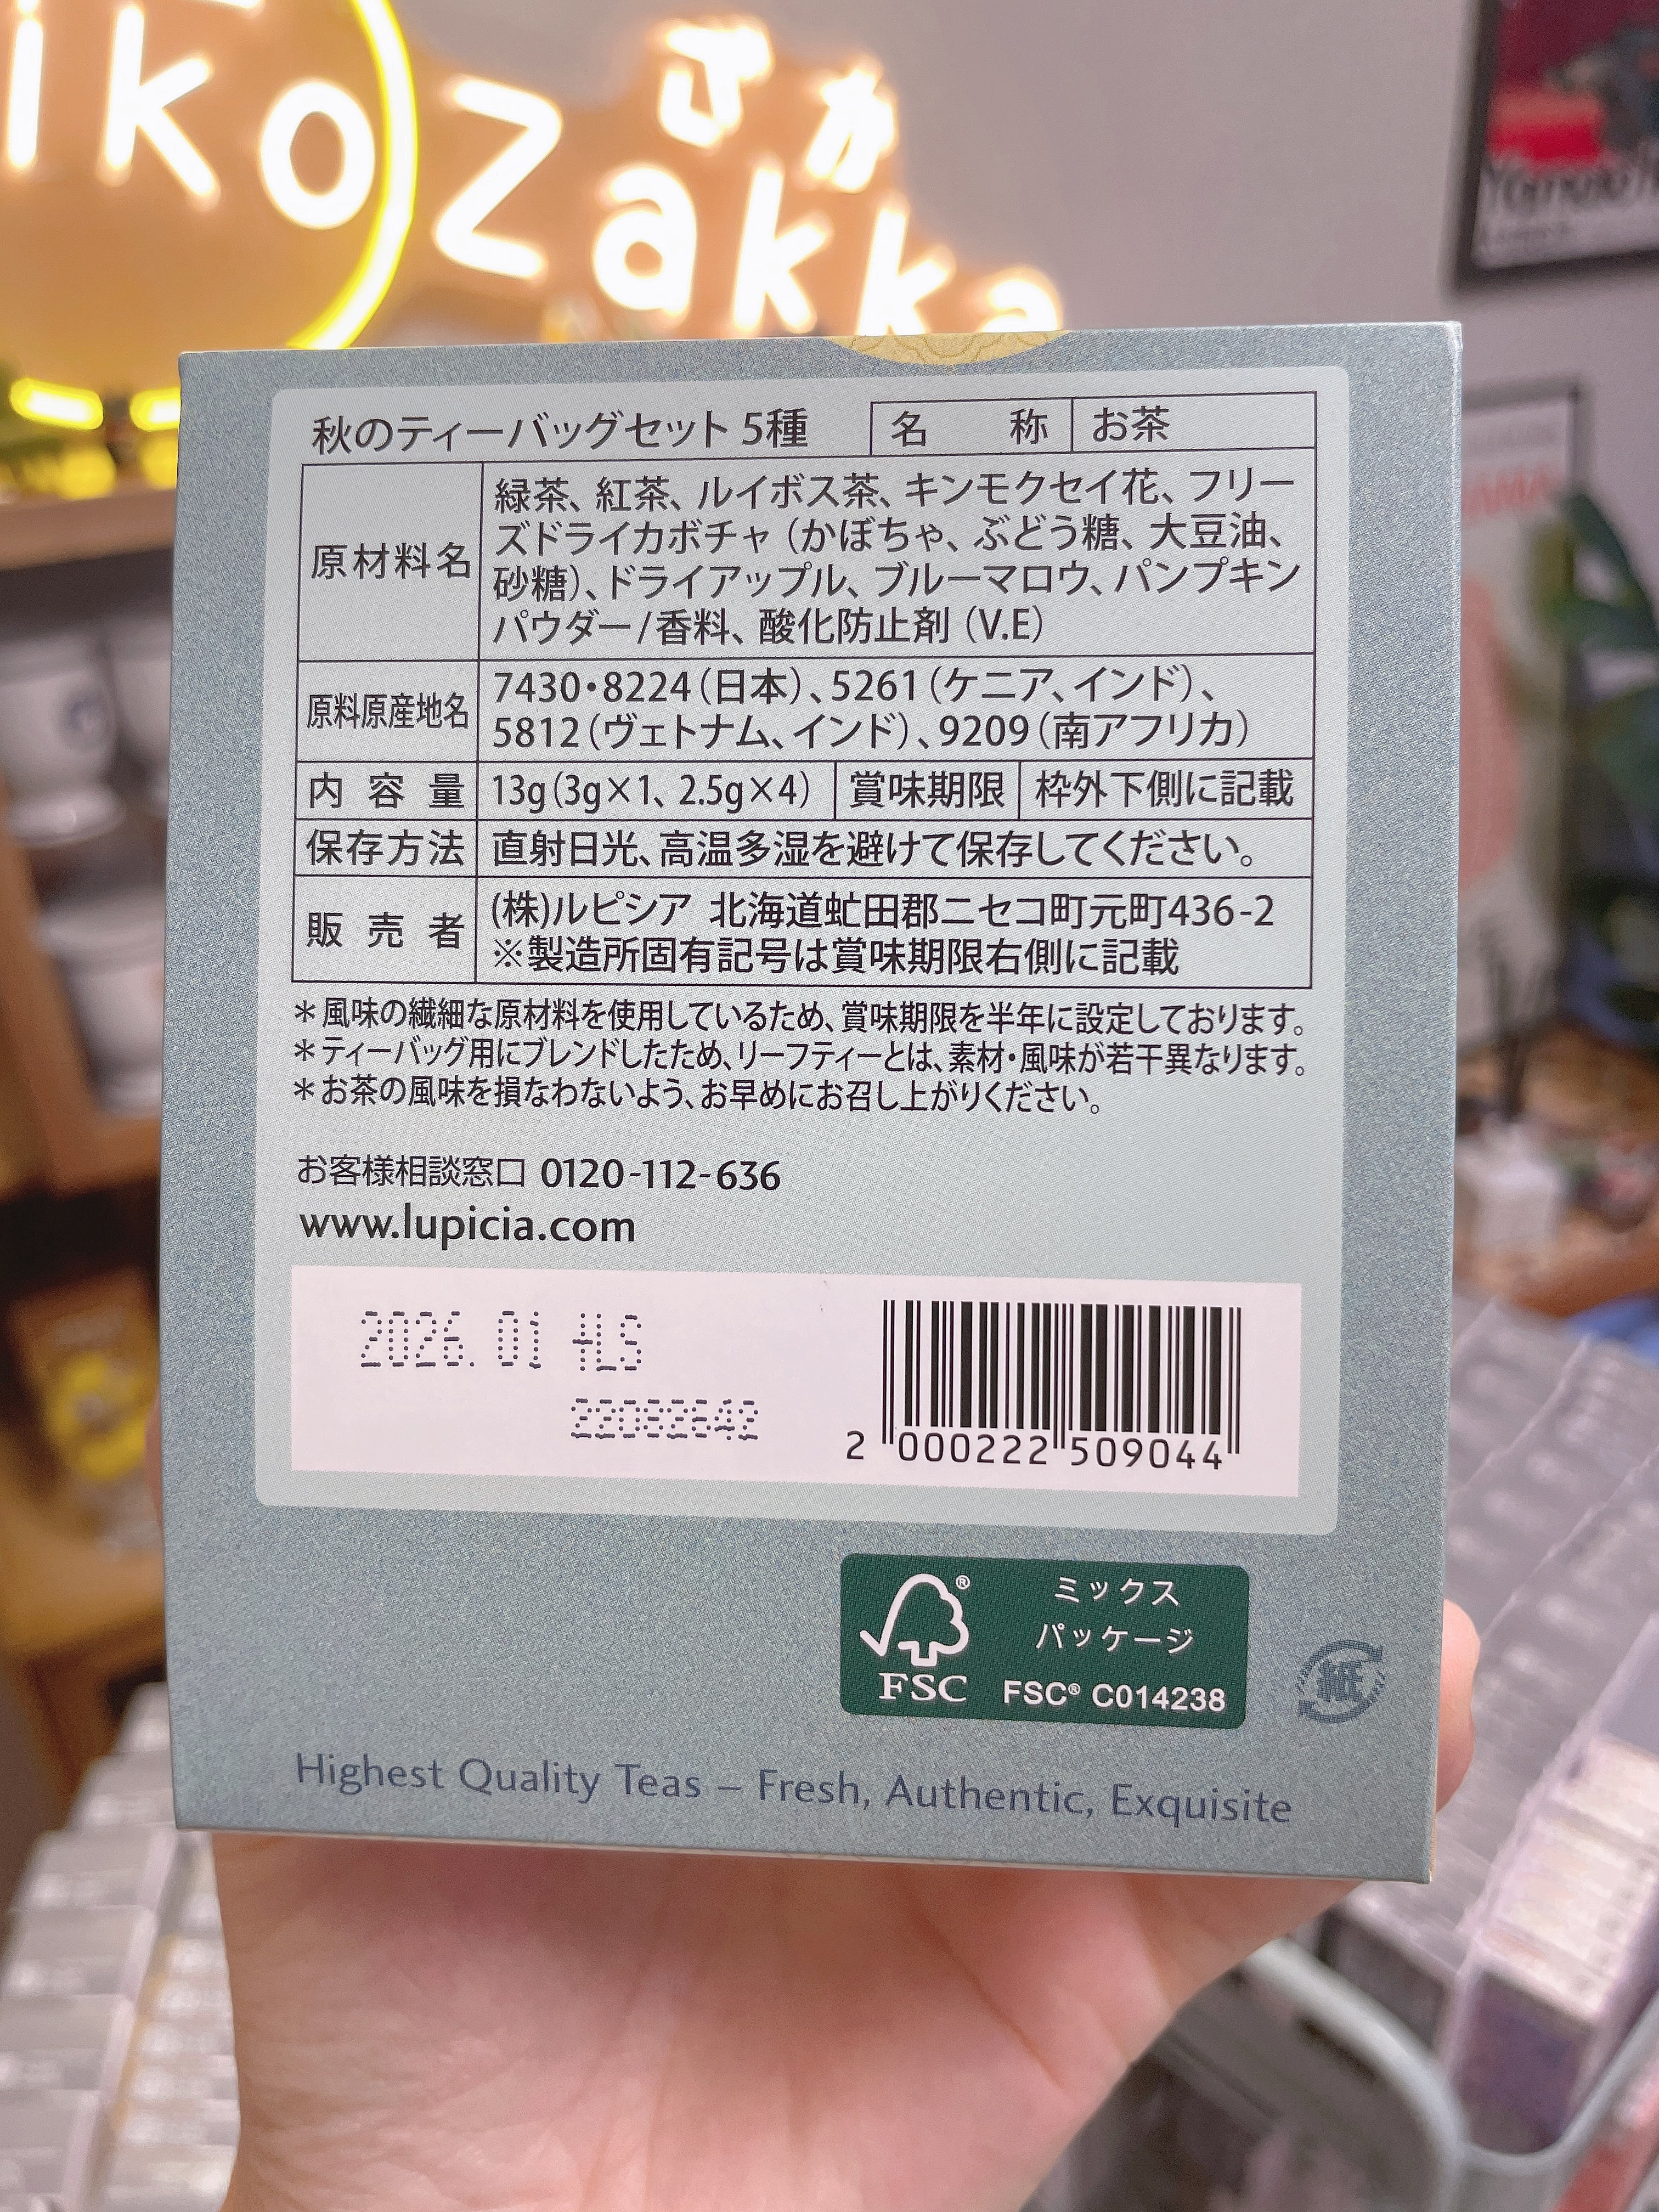 iko
ざっか
Zakka
秋のティーバッグセット 5種
名称 お茶
原材料名
緑茶、紅茶、ルイボス茶、キンモクセイ花、フリー
ズドライカボチャ（かぼちゃ、ぶどう糖、大豆油、
砂糖）、ドライアップル、ブルーマロウ、パンプキン
パウダー/香料、酸化防止剤（V.E）
原料原産地名
7430・8224（日本）、5261（ケニア、インド）、
5812（ヴェトナム、インド）、9209（南アフリカ）
内容量 13g（3g×1、2.5g×4） 賞味期限 枠外下側に記載
保存方法 直射日光、高温多湿を避けて保存してください。
販売者
(株)ルピシア 北海道虻田郡ニセコ町元町436-2
※製造所固有記号は賞味期限右側に記載
＊風味の繊細な原材料を使用しているため、賞味期限を半年に設定しております。
＊ティーバッグ用にブレンドしたため、リーフティーとは、素材・風味が若干異なります。
＊お茶の風味を損なわないよう、お早めにお召し上がりください。
お客様相談窓口 0120-112-636
www.lupicia.com
2026.01 +LS
22082642
2 000222 509044
ミックス
パッケージ
FSC® C014238
® FSC
紙
Highest Quality Teas – Fresh, Authentic, Exquisite